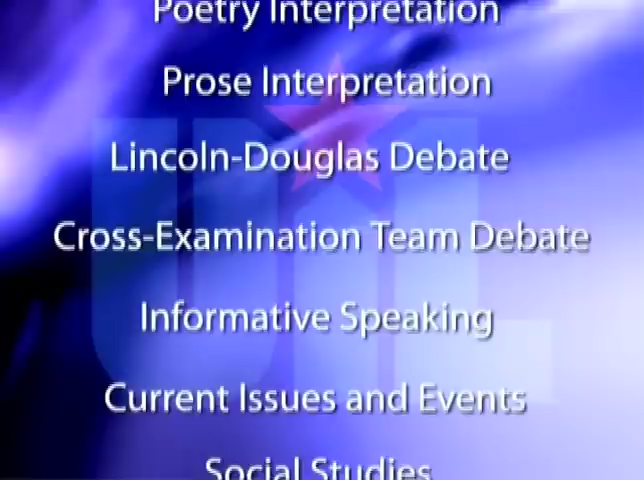 Poetry Interpretation
Prose Interpretation
Lincoln-Douglas Debate
Cross-Examination Team Debate
Informative Speaking
Current Issues and Events
Social Studies
UIL